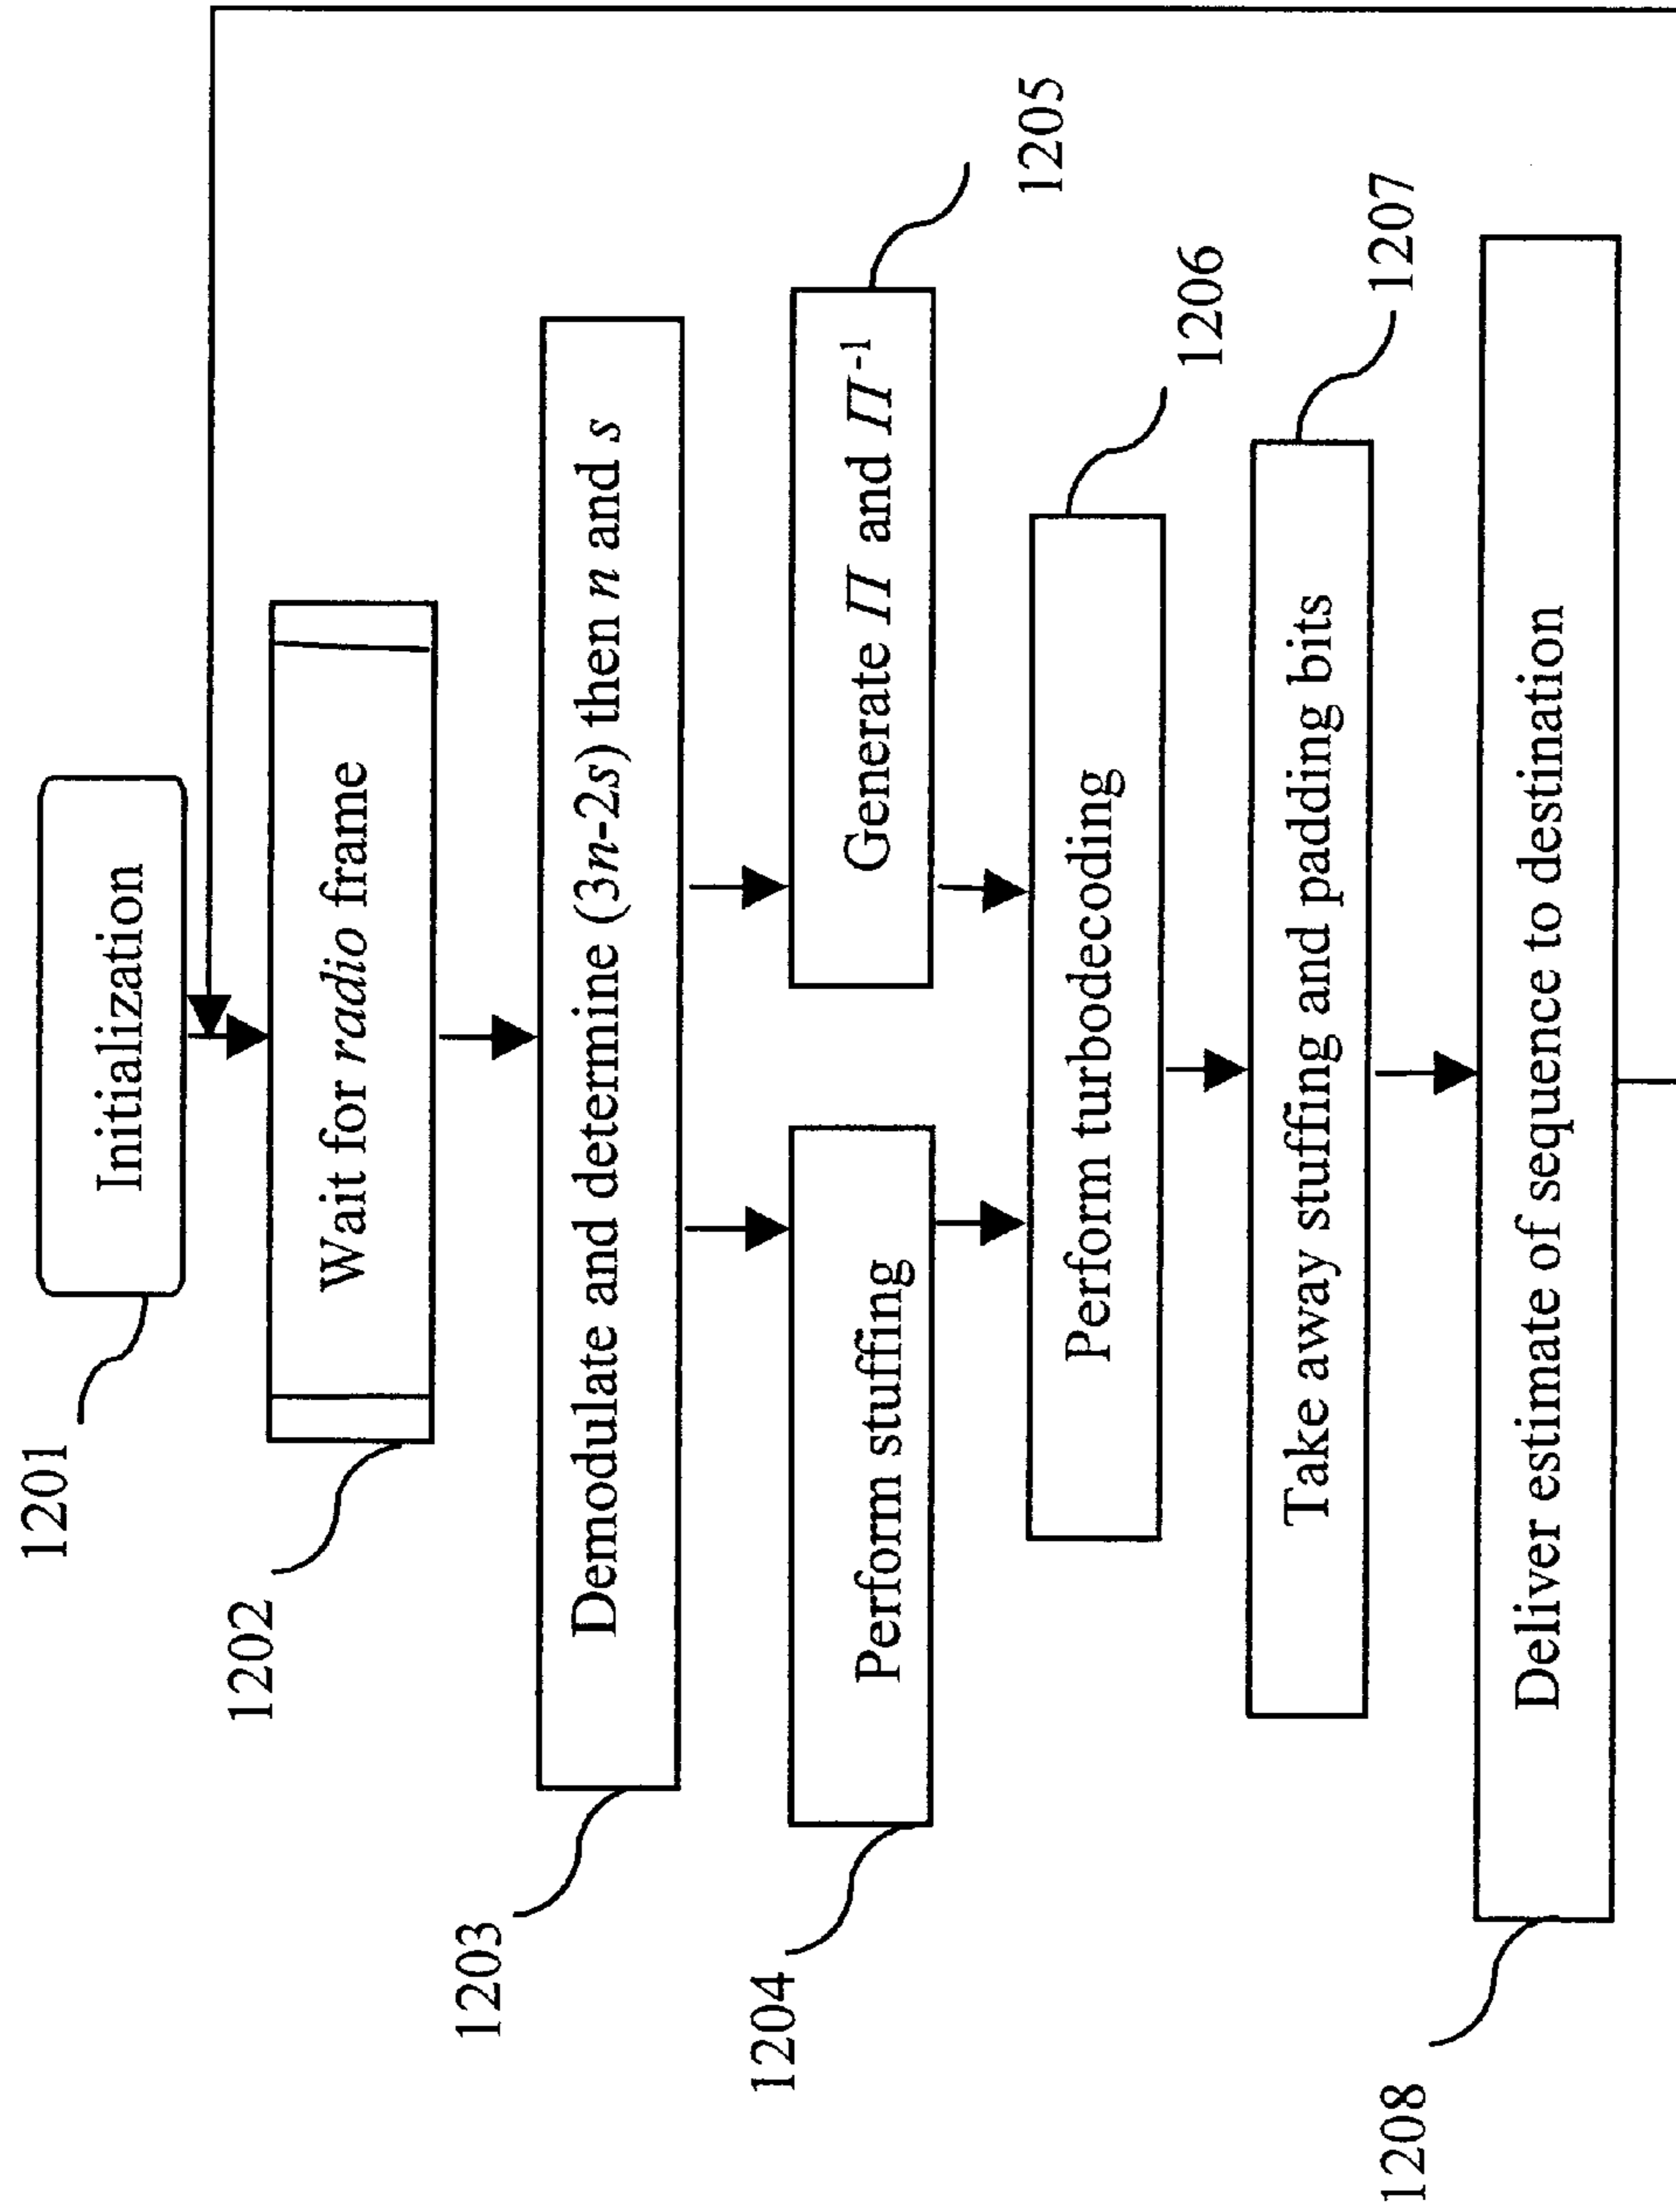 1201
Initialization
1202
Wait for radio frame
1203
Demodulate and determine (3n-2s) then n and s
1204
Perform stuffing
Generate Π and Π⁻¹
1205
Perform turbodecoding
1206
Take away stuffing and padding bits
1207
1208
Deliver estimate of sequence to destination